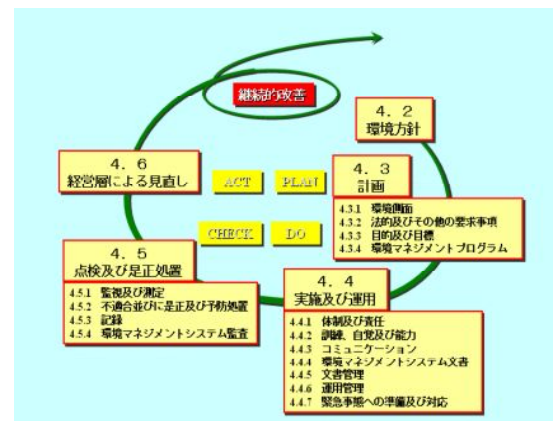 継続的改善
4．2
環境方針
4．3
計画
4.3.1 環境側面
4.3.2 法的及びその他の要求事項
4.3.3 目的及び目標
4.3.4 環境マネジメントプログラム
4．6
経営層による見直し
ACT
PLAN
CHECK
DO
4．5
点検及び是正処置
4.5.1 監視及び測定
4.5.2 不適合並びに是正及び予防処置
4.5.3 記録
4.5.4 環境マネジメントシステム監査
4．4
実施及び運用
4.4.1 体制及び責任
4.4.2 訓練、自覚及び能力
4.4.3 コミュニケーション
4.4.4 環境マネジメントシステム文書
4.4.5 文書管理
4.4.6 運用管理
4.4.7 緊急事態への準備及び対応